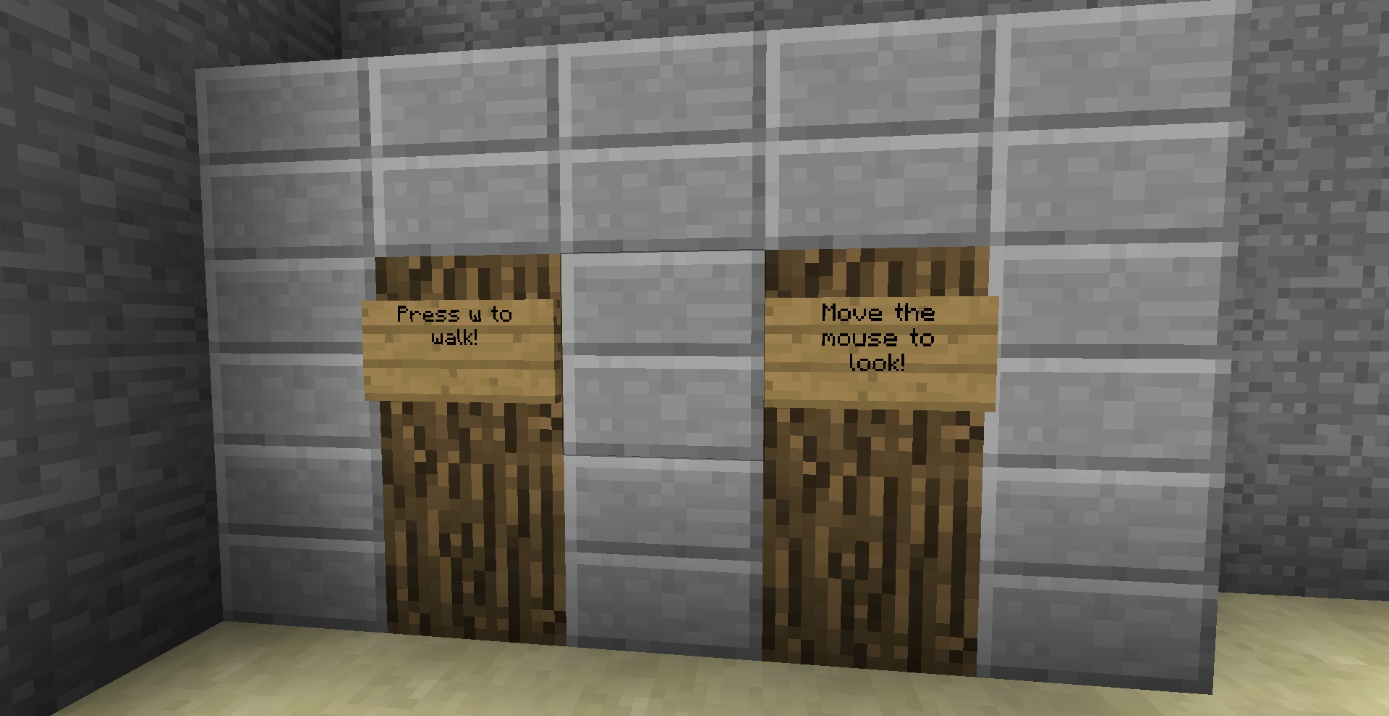 Press w to
walk!
Move the
mouse to
look!